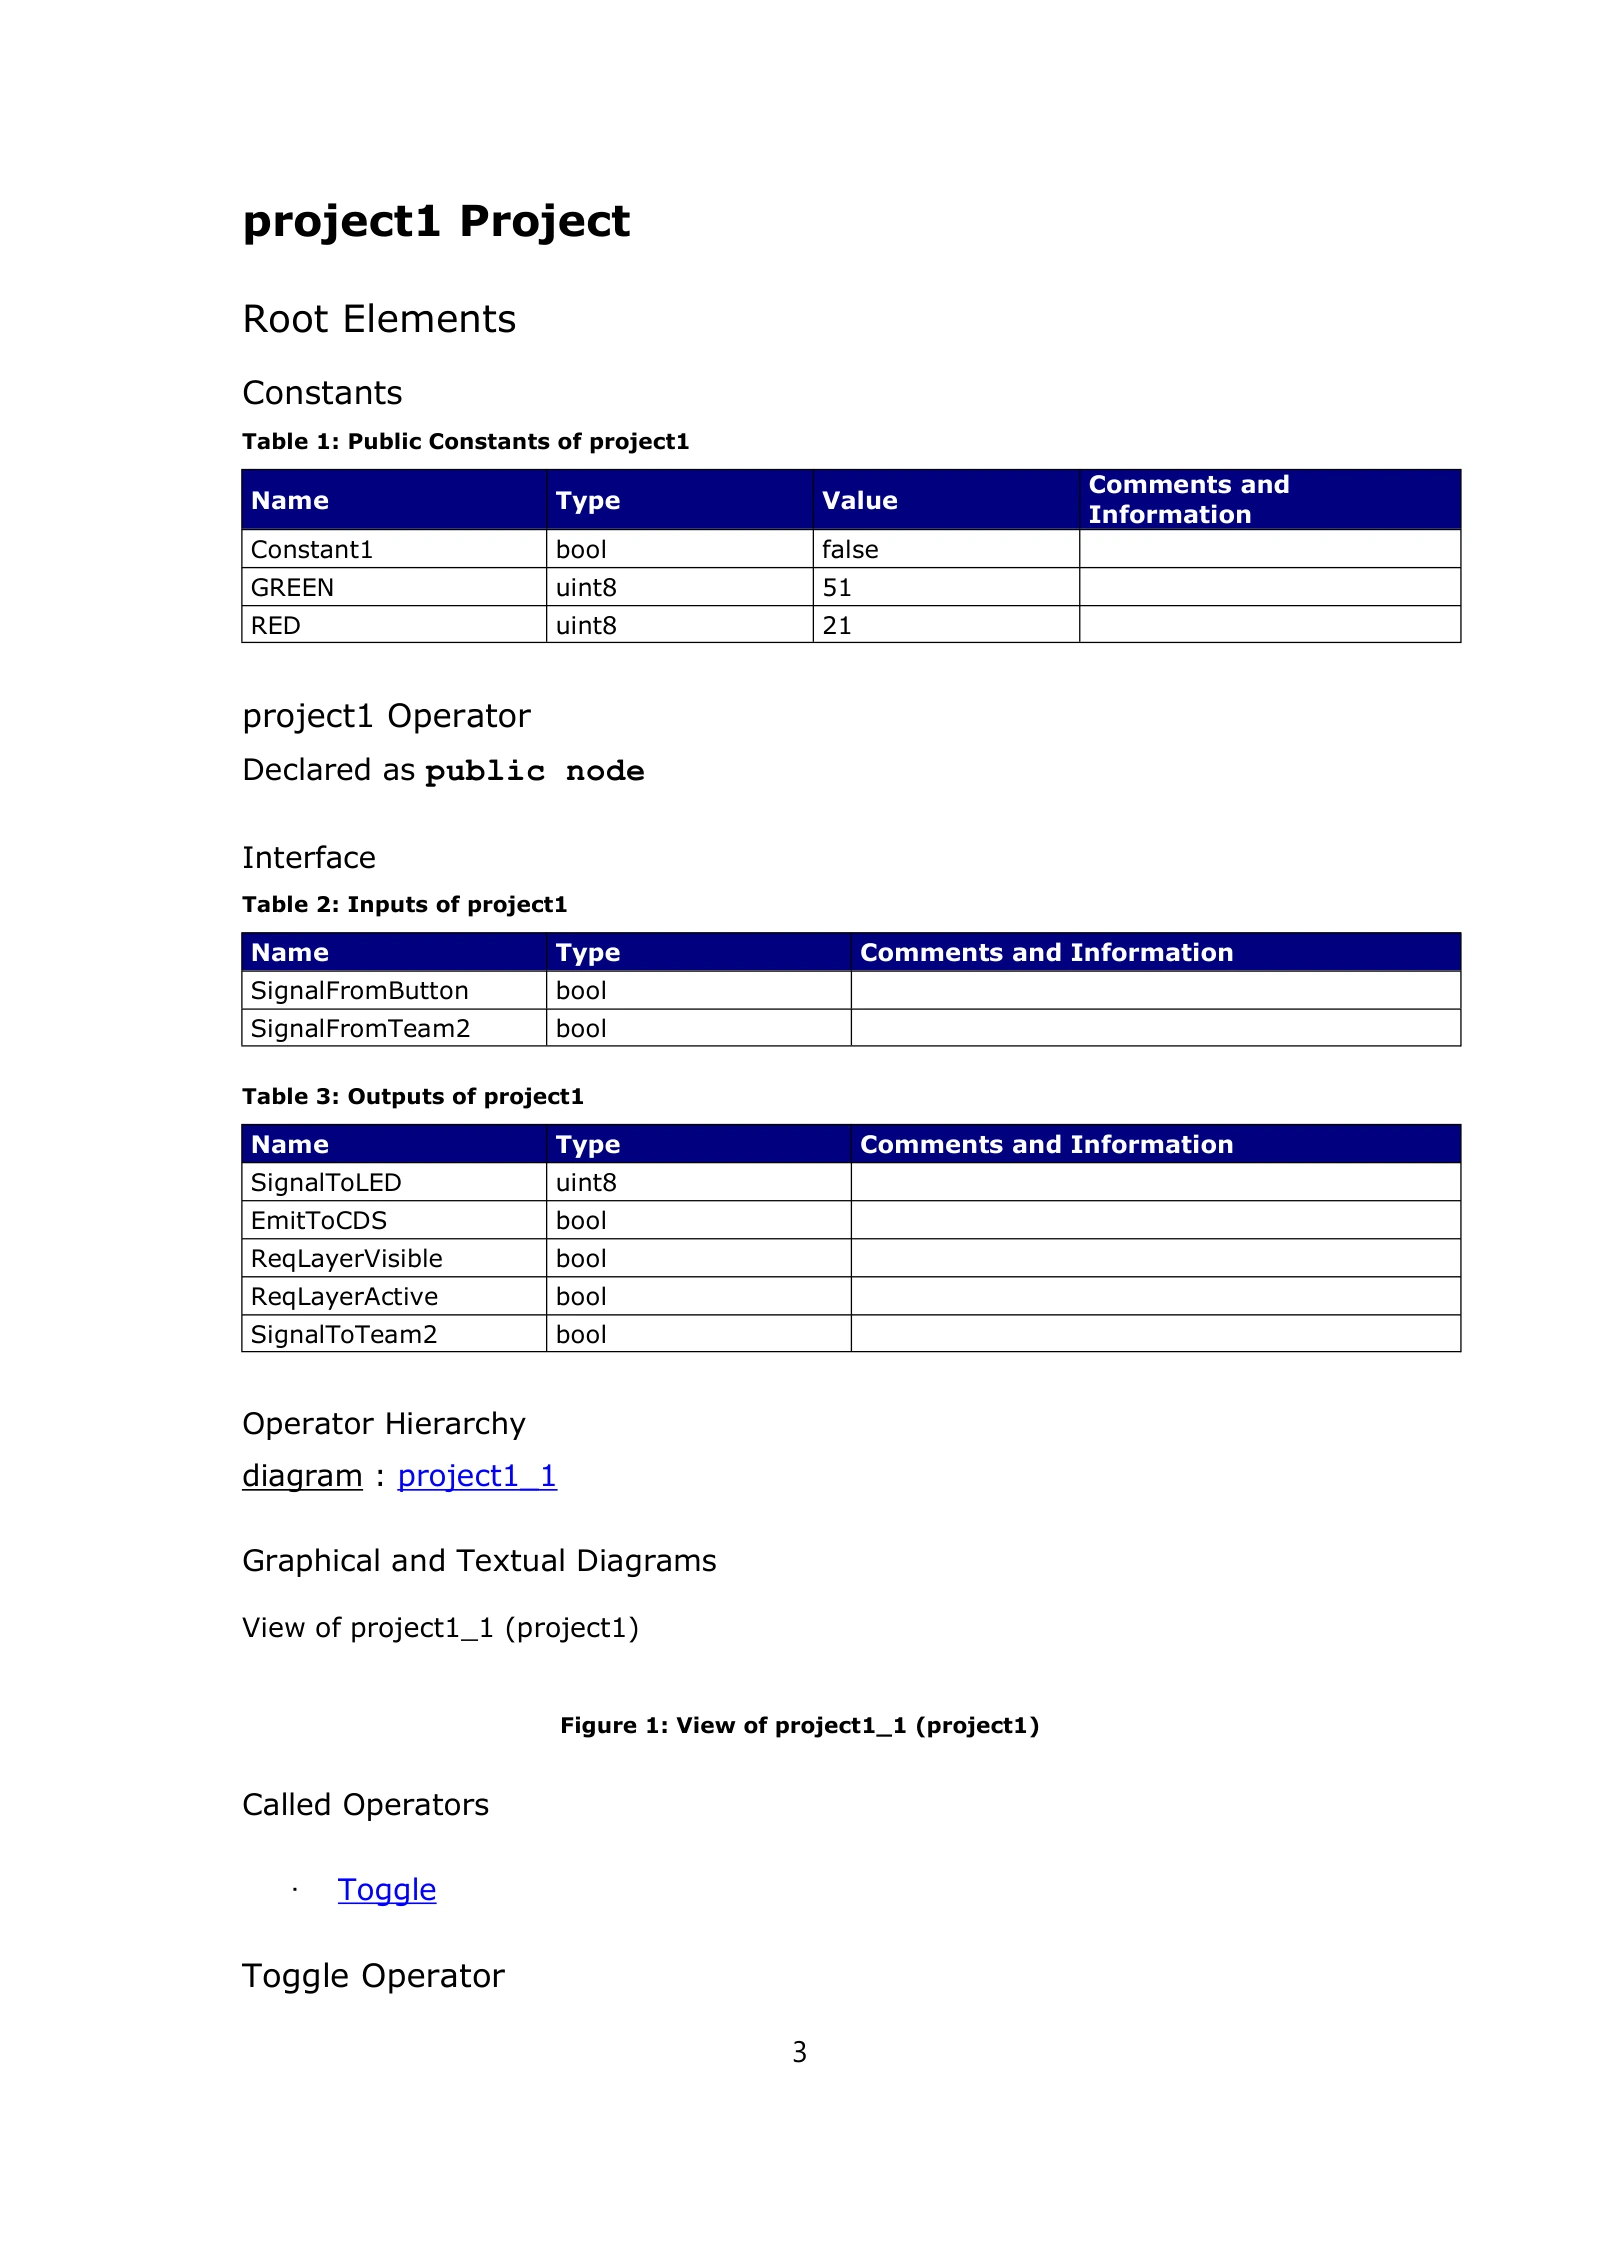 project1 Project
Root Elements
Constants
Table 1: Public Constants of project1
Name Type Value Comments and Information
Constant1 bool false
GREEN uint8 51
RED uint8 21
project1 Operator
Declared as public node
Interface
Table 2: Inputs of project1
Name Type Comments and Information
SignalFromButton bool
SignalFromTeam2 bool
Table 3: Outputs of project1
Name Type Comments and Information
SignalToLED uint8
EmitToCDS bool
ReqLayerVisible bool
ReqLayerActive bool
SignalToTeam2 bool
Operator Hierarchy
diagram : project1_1
Graphical and Textual Diagrams
View of project1_1 (project1)
Figure 1: View of project1_1 (project1)
Called Operators
· Toggle
Toggle Operator
3